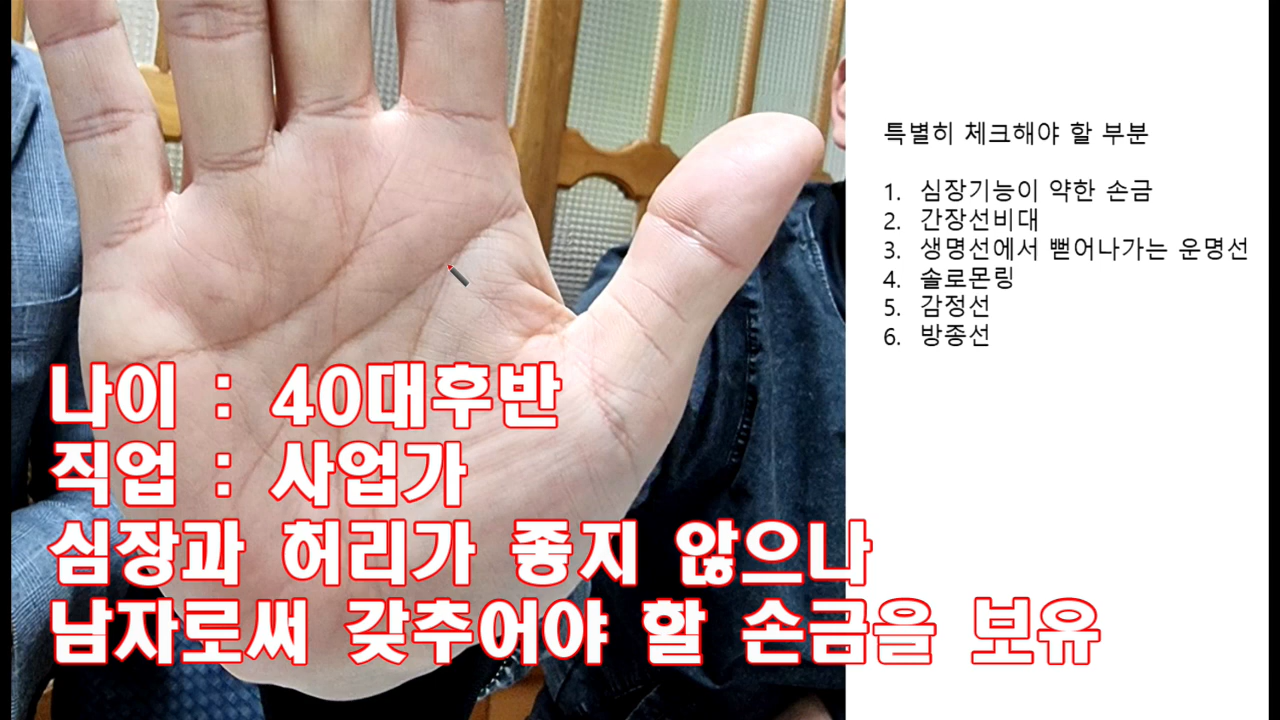 특별히 체크해야 할 부분
1. 심장기능이 약한 손금
2. 간장선비대
3. 생명선에서 뻗어나가는 운명선
4. 솔로몬링
5. 감정선
6. 방종선
나이 : 40대후반
직업 : 사업가
심장과 허리가 좋지 않으나
남자로써 갖추어야 할 손금을 보유